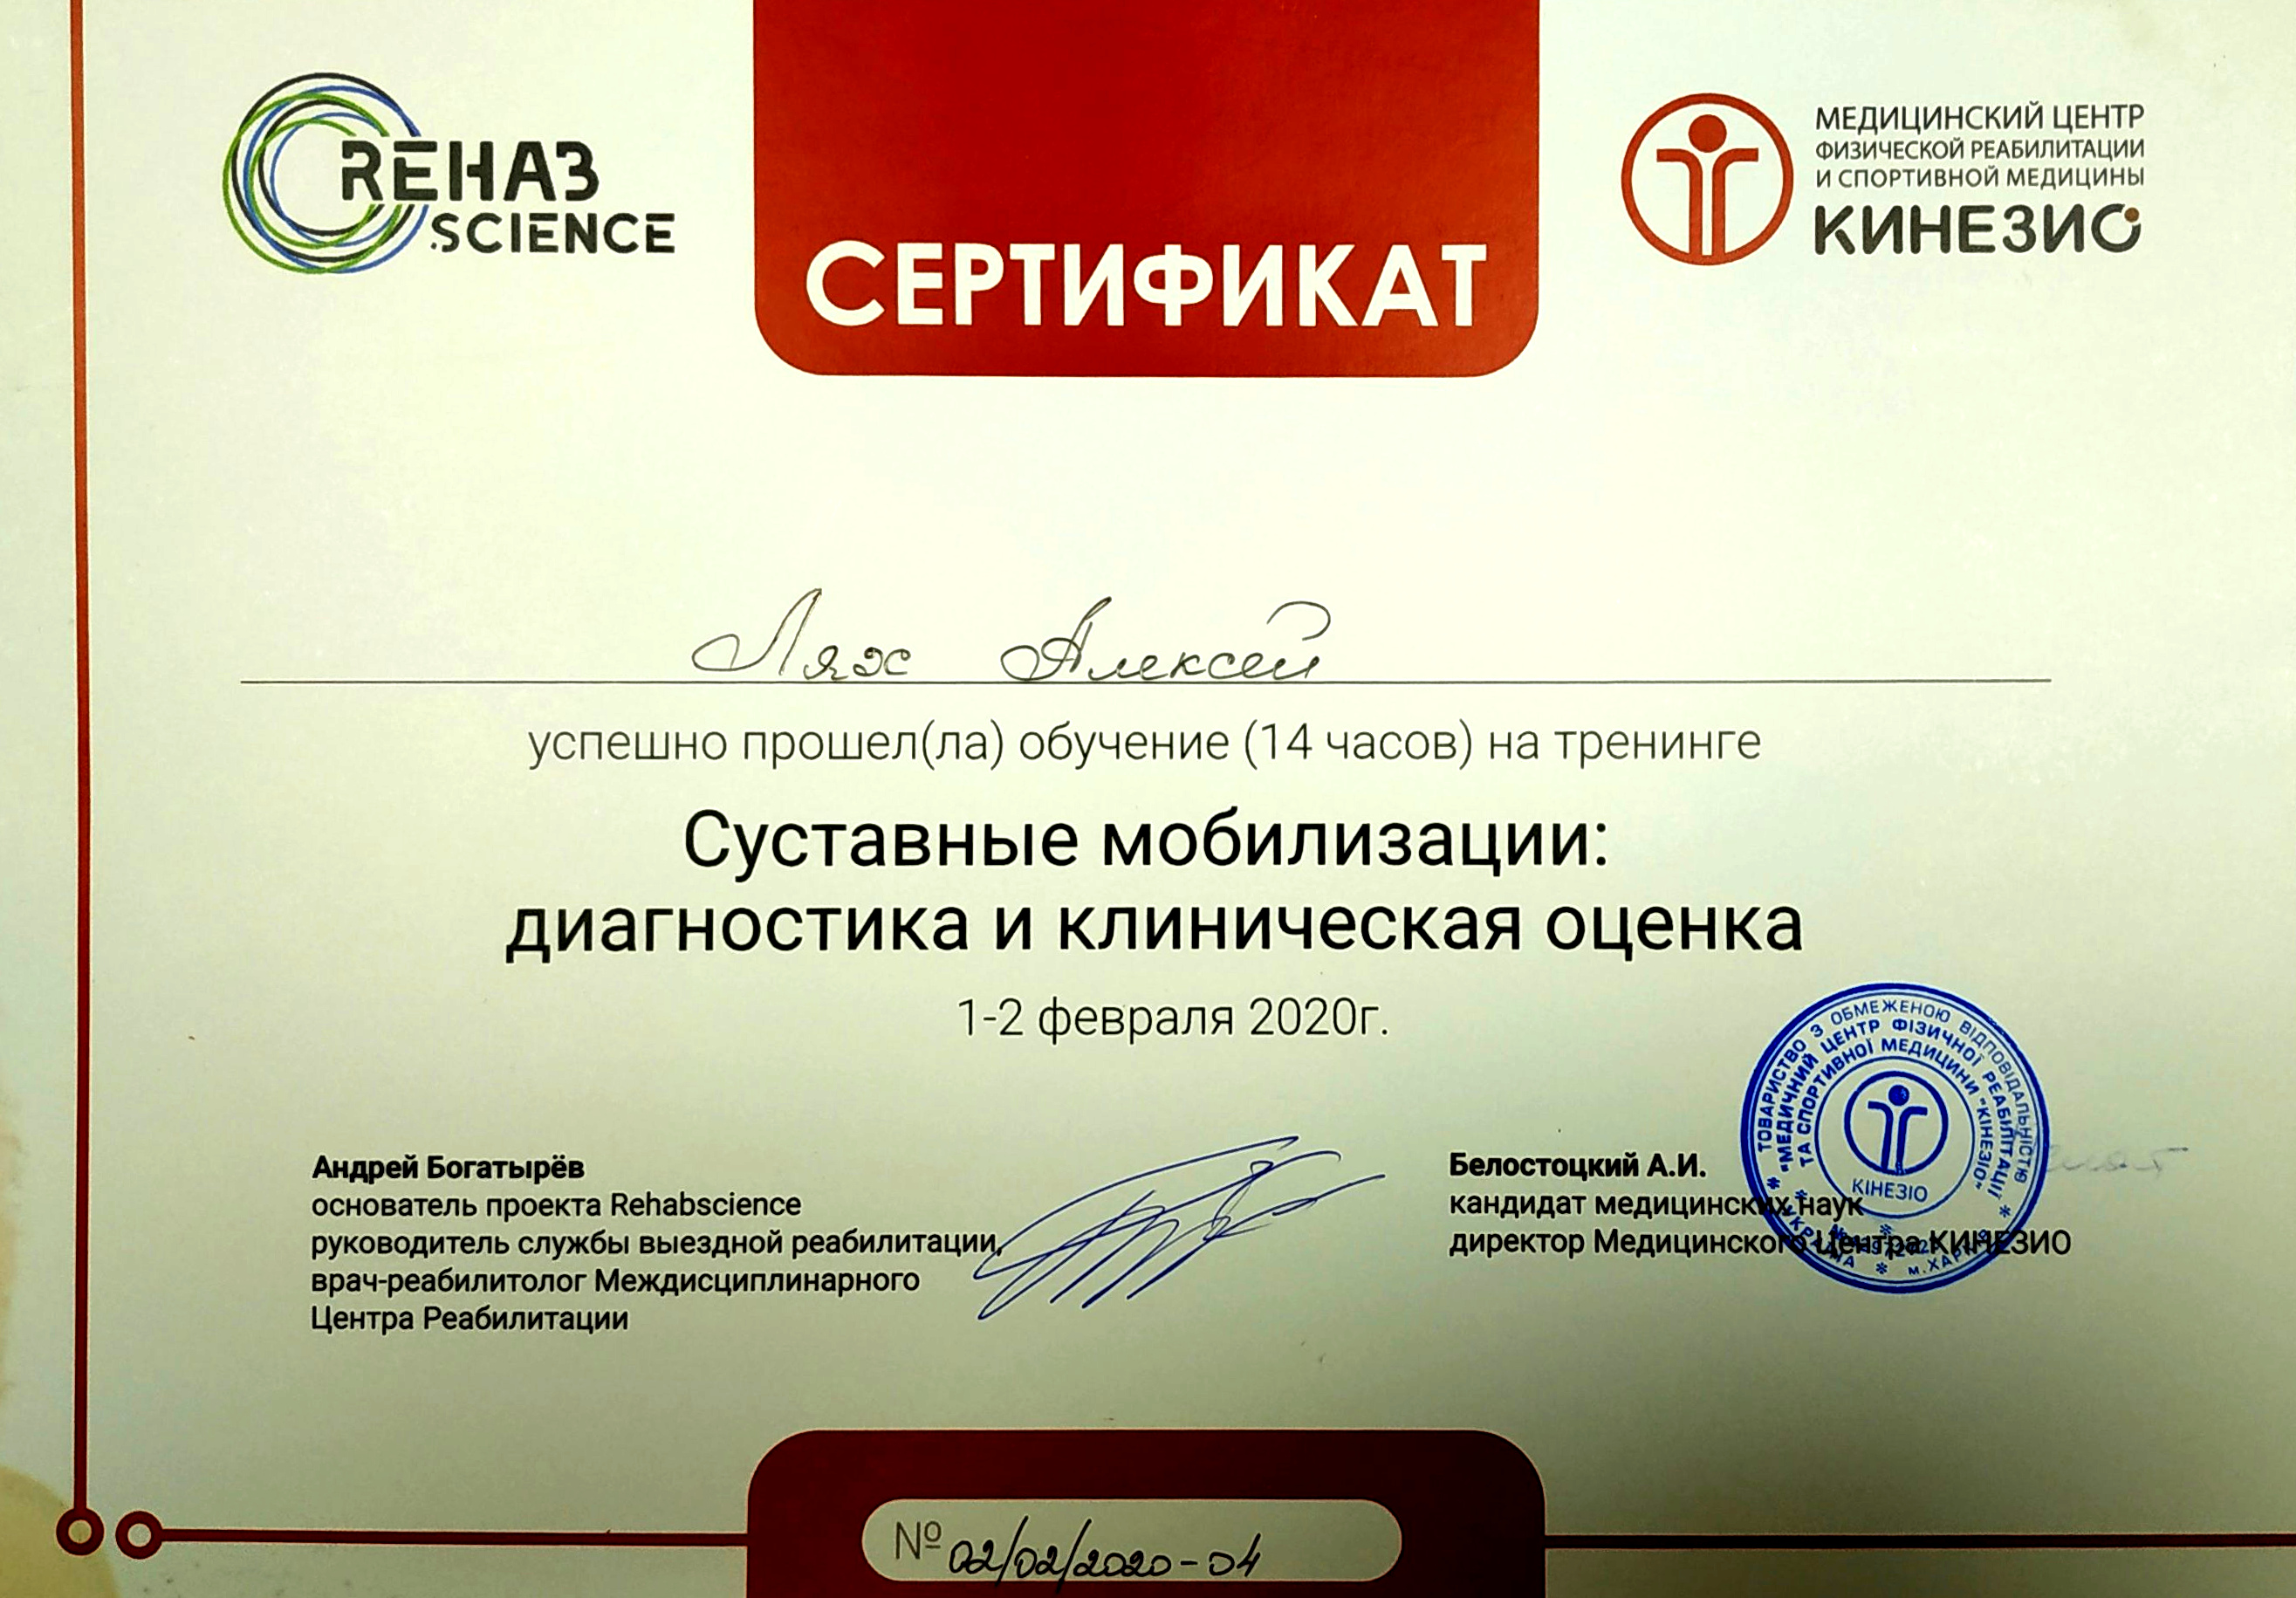 REHAB
SCIENCE
СЕРТИФИКАТ
МЕДИЦИНСКИЙ ЦЕНТР
ФИЗИЧЕСКОЙ РЕАБИЛИТАЦИИ
И СПОРТИВНОЙ МЕДИЦИНЫ
КИНЕЗИО
Лях Алексей
успешно прошел(ла) обучение (14 часов) на тренинге
Суставные мобилизации:
диагностика и клиническая оценка
1-2 февраля 2020г.
Андрей Богатырёв
основатель проекта Rehabscience
руководитель службы выездной реабилитации,
врач-реабилитолог Междисциплинарного
Центра Реабилитации
Белостоцкий А.И.
кандидат медицинских наук
директор Медицинского Центра КИНЕЗИО
ТОВАРИСТВО З ОБМЕЖЕНОЮ ВІДПОВІДАЛЬНІСТЮ
"МЕДИЧНИЙ ЦЕНТР ФІЗИЧНОЇ РЕАБІЛІТАЦІЇ
ТА СПОРТИВНОЇ МЕДИЦИНИ "КІНЕЗІО"
КІНЕЗІО
УКРАЇНА * м.ХАРКІВ
№ 02/02/2020-04